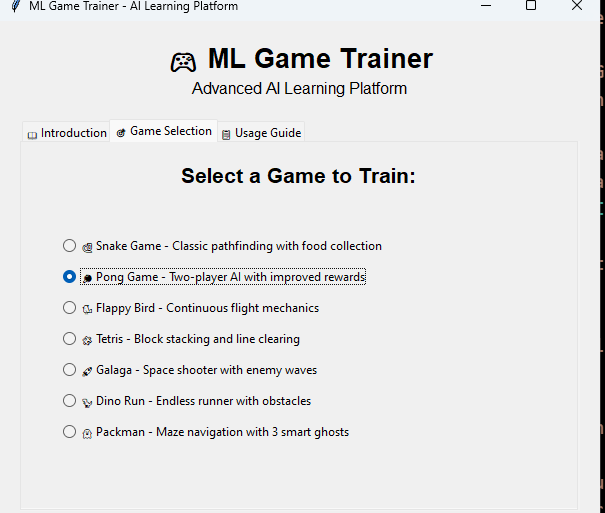 ML Game Trainer - AI Learning Platform
ML Game Trainer
Advanced AI Learning Platform
Introduction
Game Selection
Usage Guide
Select a Game to Train:
Snake Game - Classic pathfinding with food collection
Pong Game - Two-player AI with improved rewards
Flappy Bird - Continuous flight mechanics
Tetris - Block stacking and line clearing
Galaga - Space shooter with enemy waves
Dino Run - Endless runner with obstacles
Packman - Maze navigation with 3 smart ghosts